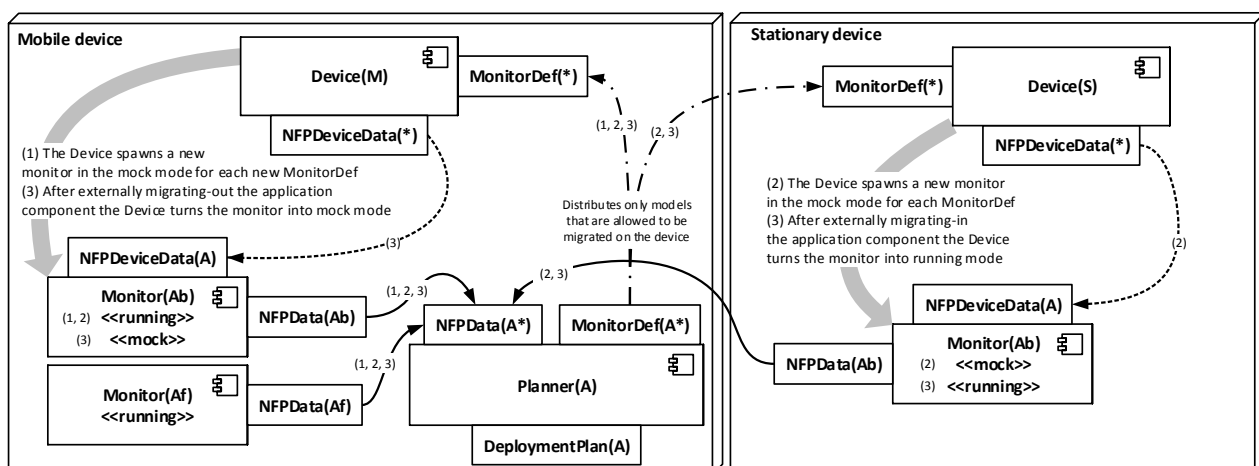 Mobile device
Device(M)
MonitorDef(*)
NFPDeviceData(*)
(1) The Device spawns a new
monitor in the mock mode for each new MonitorDef
(3) After externally migrating-out the application
component the Device turns the monitor into mock mode
(1, 2, 3)
(2, 3)
Distributes only models
that are allowed to be
migrated on the device
(3)
NFPDeviceData(A)
Monitor(Ab)
(1, 2) <<running>>
(3) <<mock>>
NFPData(Ab)
(1, 2, 3)
(2, 3)
NFPData(A*)
MonitorDef(A*)
Planner(A)
DeploymentPlan(A)
Monitor(Af)
<<running>>
NFPData(Af)
(1, 2, 3)
Stationary device
MonitorDef(*)
Device(S)
NFPDeviceData(*)
(2) The Device spawns a new monitor
in the mock mode for each MonitorDef
(3) After externally migrating-in
the application component the Device
turns the monitor into running mode
(2)
NFPDeviceData(A)
NFPData(Ab)
Monitor(Ab)
(2) <<mock>>
(3) <<running>>